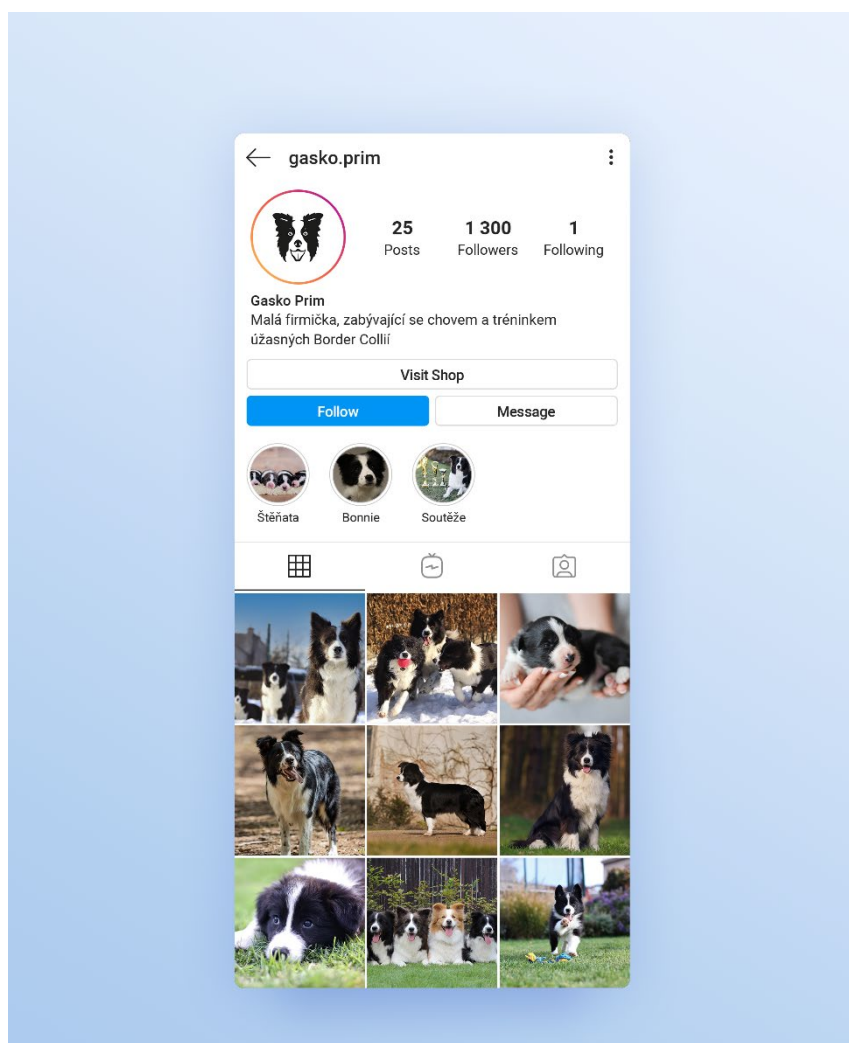 gasko.prim
25 1 300 1
Posts Followers Following
Gasko Prim
Malá firmička, zabývající se chovem a tréninkem
úžasných Border Collií
Visit Shop
Follow Message
Štěňata Bonnie Soutěže